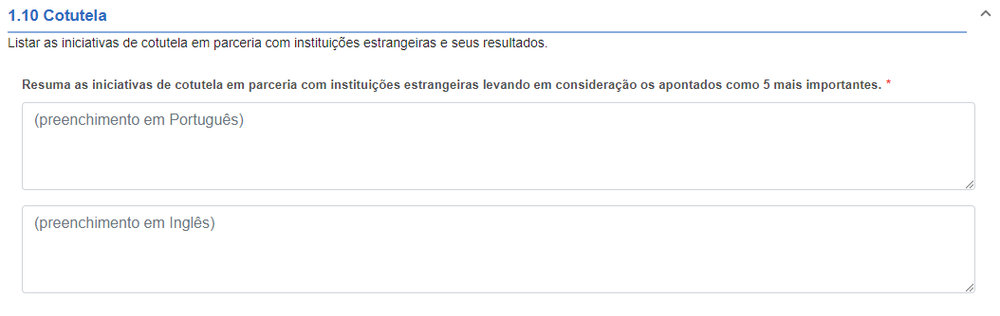 1.10 Cotutela
Listar as iniciativas de cotutela em parceria com instituições estrangeiras e seus resultados.
Resuma as iniciativas de cotutela em parceria com instituições estrangeiras levando em consideração os apontados como 5 mais importantes. *
(preenchimento em Português)
(preenchimento em Inglês)